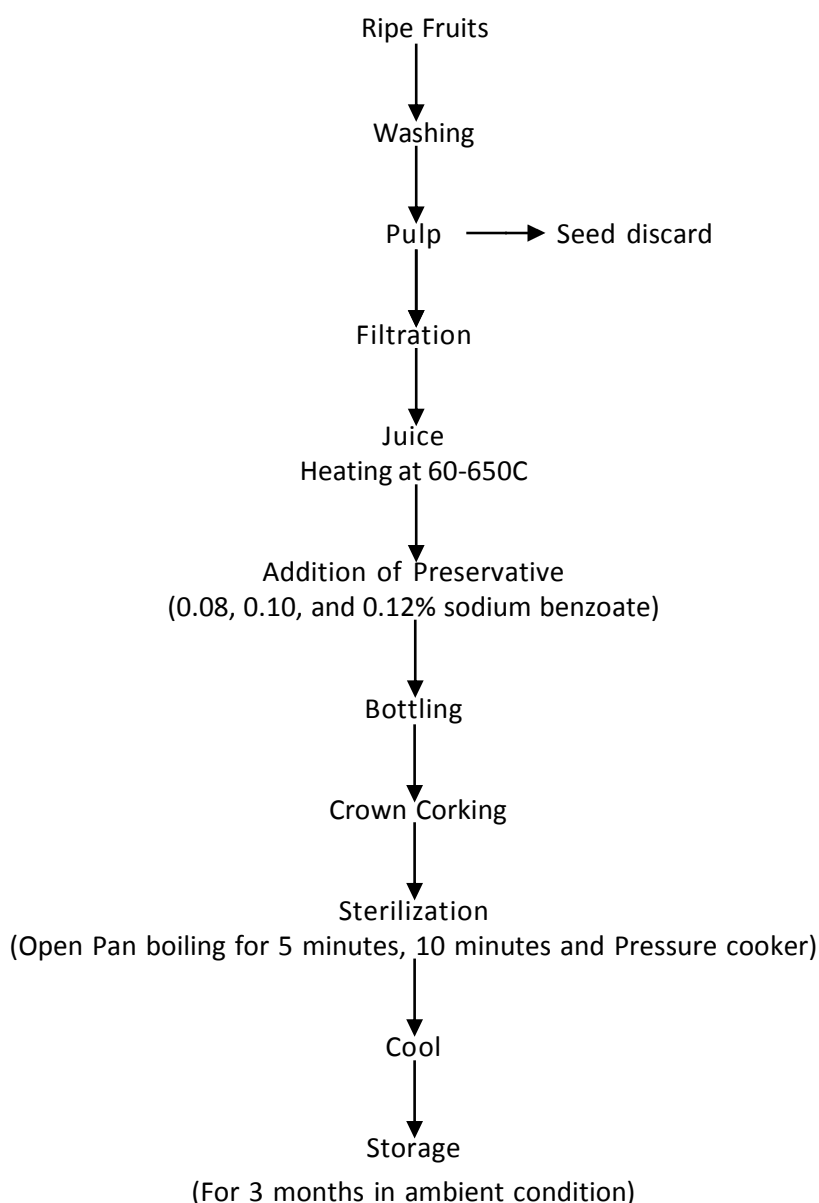 Ripe Fruits
Washing
Pulp
Seed discard
Filtration
Juice
Heating at 60-650C
Addition of Preservative
(0.08, 0.10, and 0.12% sodium benzoate)
Bottling
Crown Corking
Sterilization
(Open Pan boiling for 5 minutes, 10 minutes and Pressure cooker)
Cool
Storage
(For 3 months in ambient condition)